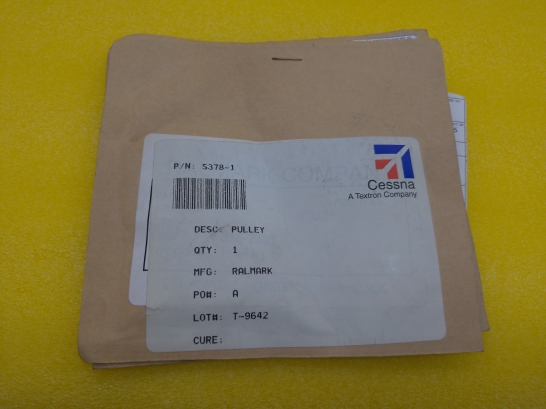 P/N: S378-1
Cessna
A Textron Company
DESC: PULLEY
QTY: 1
MFG: RALMARK
PO#: A
LOT#: T-9642
CURE: